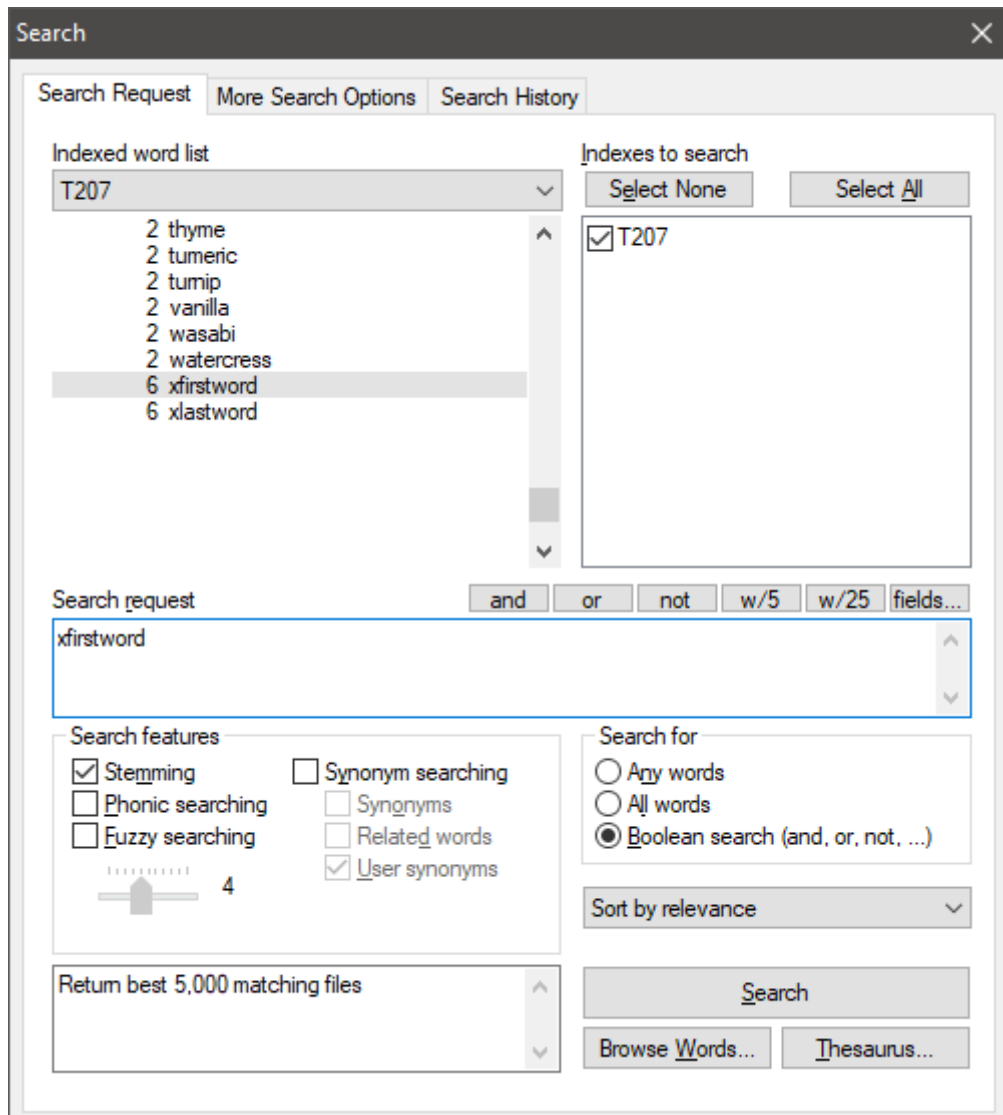 Search
Search Request More Search Options Search History
Indexed word list
T207
2 thyme
2 tumeric
2 turnip
2 vanilla
2 wasabi
2 watercress
6 xfirstword
6 xlastword
Indexes to search
Select None Select All
T207
Search request
and or not w/5 w/25 fields...
xfirstword
Search features
Stemming
Phonic searching
Fuzzy searching
4
Synonym searching
Synonyms
Related words
User synonyms
Search for
Any words
All words
Boolean search (and, or, not, ...)
Sort by relevance
Return best 5,000 matching files
Search
Browse Words... Thesaurus...